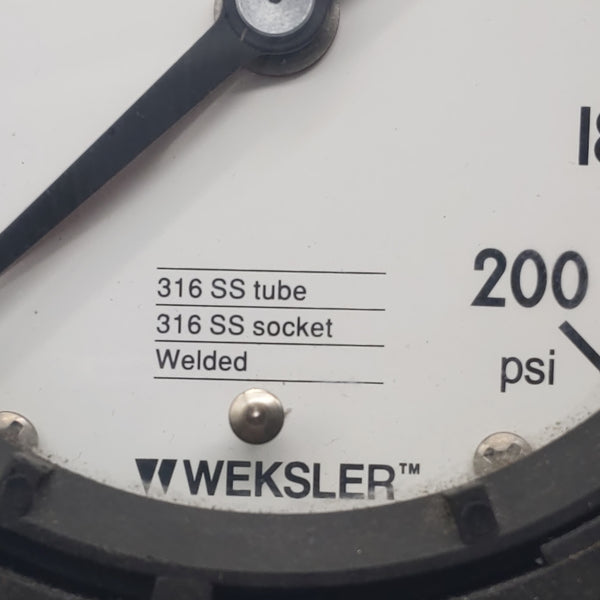 200
316 SS tube
316 SS socket
psi
Welded
WEKSLER™